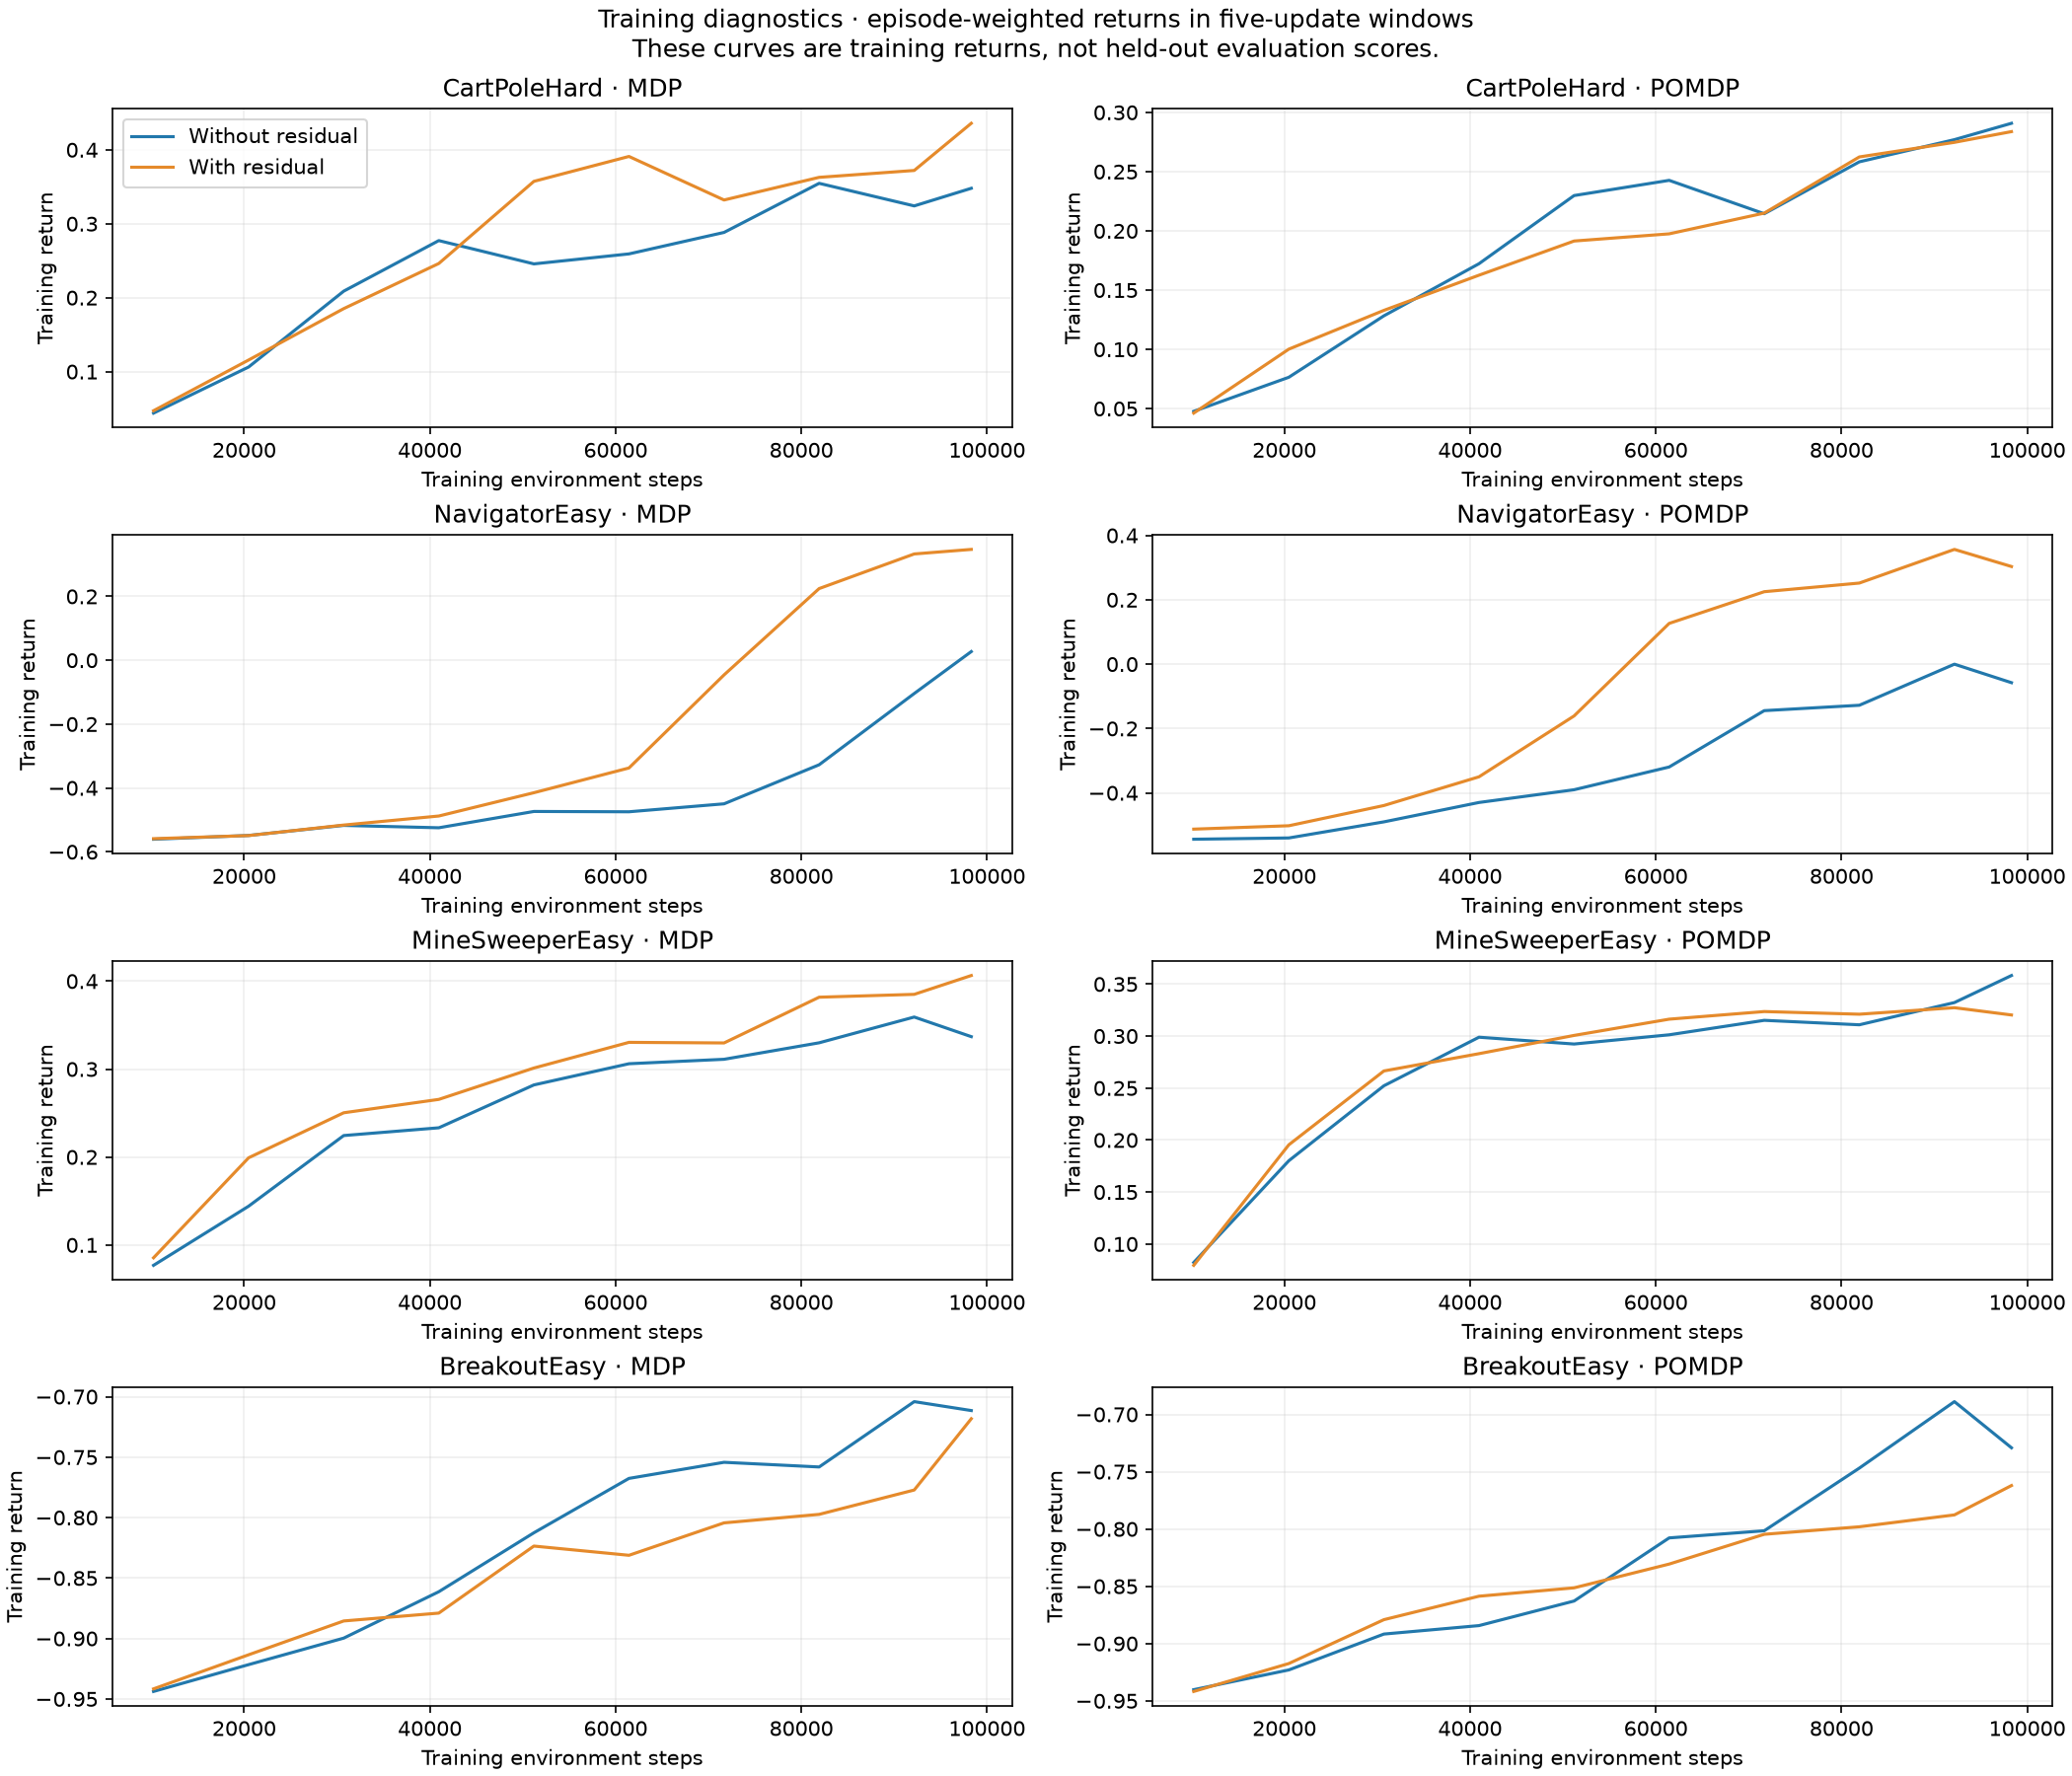 Training diagnostics · episode-weighted returns in five-update windows
These curves are training returns, not held-out evaluation scores.
CartPoleHard · MDP
Without residual
With residual
0.4
0.3
0.2
0.1
Training return
20000 40000 60000 80000 100000
Training environment steps
CartPoleHard · POMDP
0.30
0.25
0.20
0.15
0.10
0.05
Training return
20000 40000 60000 80000 100000
Training environment steps
NavigatorEasy · MDP
0.2
0.0
−0.2
−0.4
−0.6
Training return
20000 40000 60000 80000 100000
Training environment steps
NavigatorEasy · POMDP
0.4
0.2
0.0
−0.2
−0.4
Training return
20000 40000 60000 80000 100000
Training environment steps
MineSweeperEasy · MDP
0.4
0.3
0.2
0.1
Training return
20000 40000 60000 80000 100000
Training environment steps
MineSweeperEasy · POMDP
0.35
0.30
0.25
0.20
0.15
0.10
Training return
20000 40000 60000 80000 100000
Training environment steps
BreakoutEasy · MDP
−0.70
−0.75
−0.80
−0.85
−0.90
−0.95
Training return
20000 40000 60000 80000 100000
Training environment steps
BreakoutEasy · POMDP
−0.70
−0.75
−0.80
−0.85
−0.90
−0.95
Training return
20000 40000 60000 80000 100000
Training environment steps